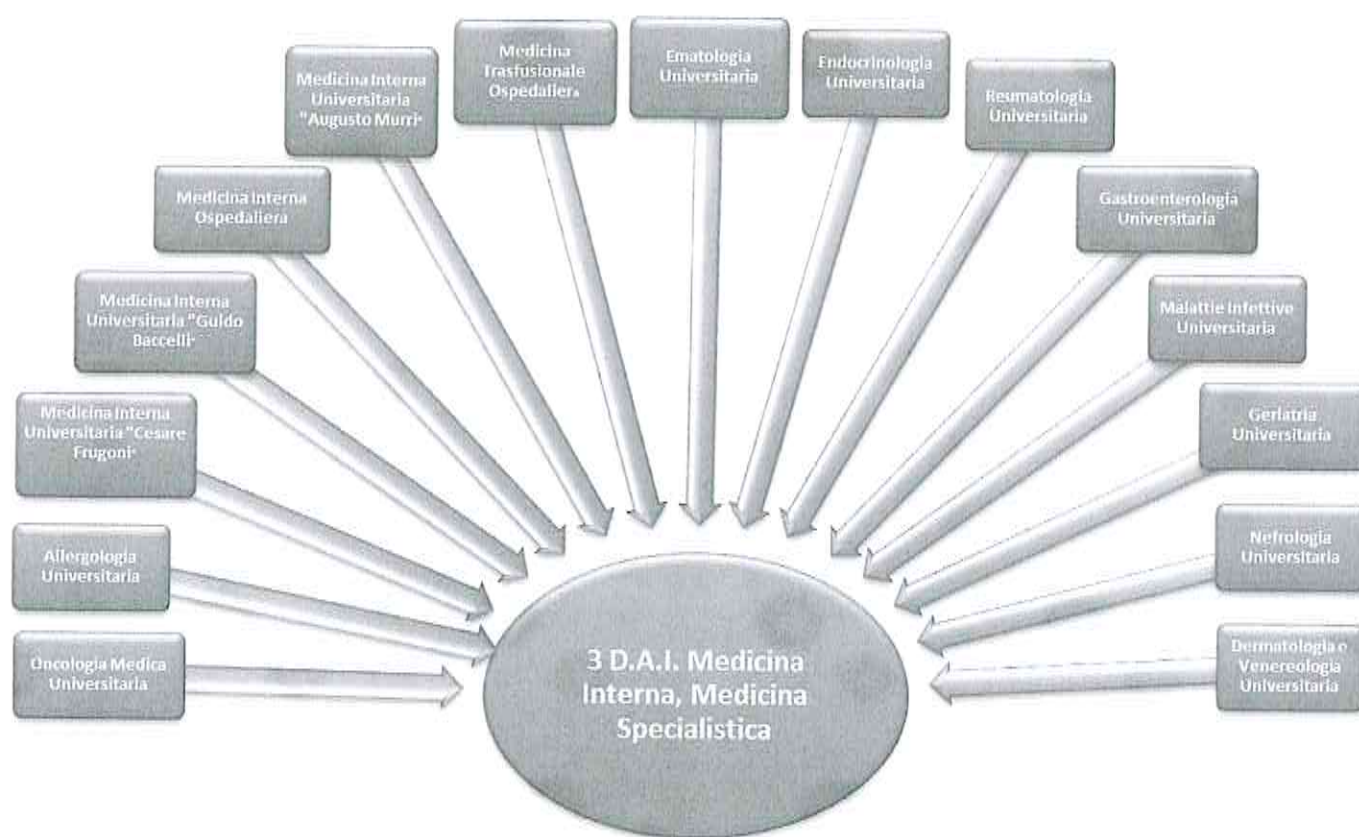 Medicina
Trasfusionale
Ospedaliera
Ematologia
Universitaria
Endocrinologia
Universitaria
Medicina Interna
Universitaria
"Augusto Murri"
Reumatologia
Universitaria
Medicina Interna
Ospedaliera
Gastroenterologia
Universitaria
Medicina Interna
Universitaria "Guido
Baccelli"
Malattie Infettive
Universitaria
Medicina Interna
Universitaria "Cesare
Frugoni"
Geriatria
Universitaria
Allergologia
Universitaria
Nefrologia
Universitaria
Oncologia Medica
Universitaria
Dermatologia e
Venereologia
Universitaria
3 D.A.I. Medicina
Interna, Medicina
Specialistica